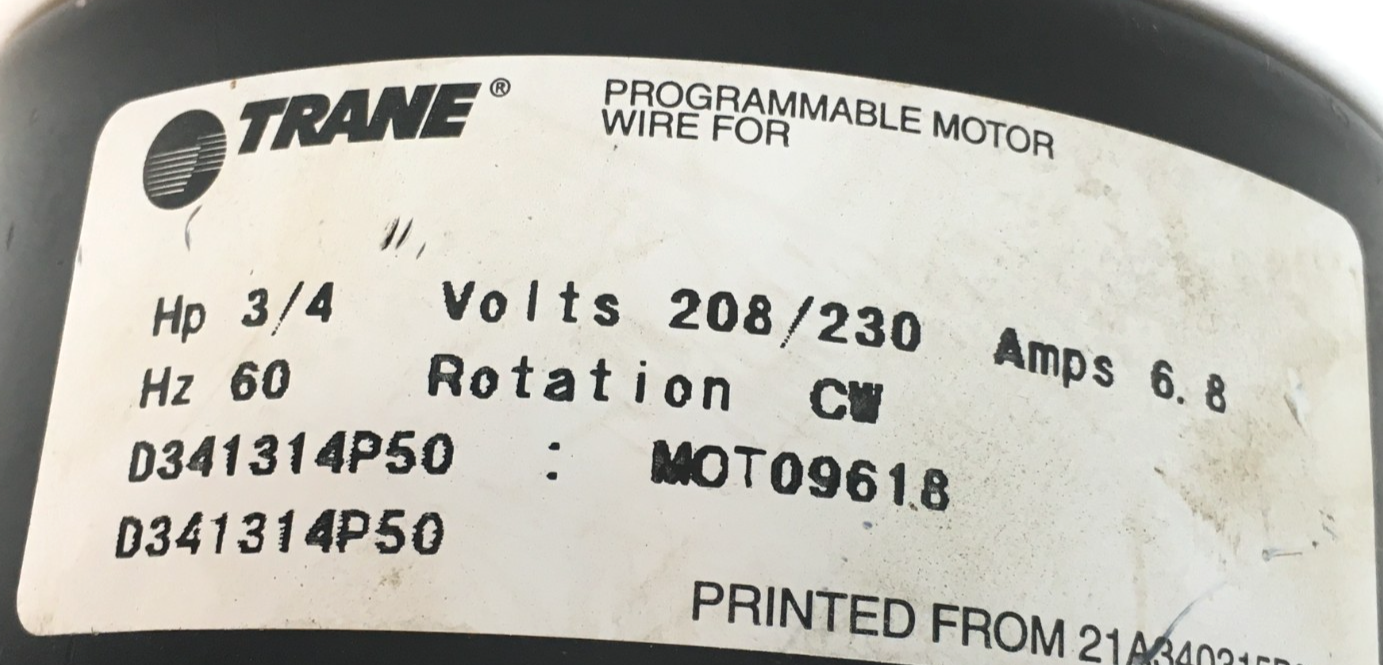 TRANE®
PROGRAMMABLE MOTOR
WIRE FOR
Hp 3/4 Volts 208/230 Amps 6.8
Hz 60 Rotation CW
D341314P50 : MOT09618
D341314P50
PRINTED FROM